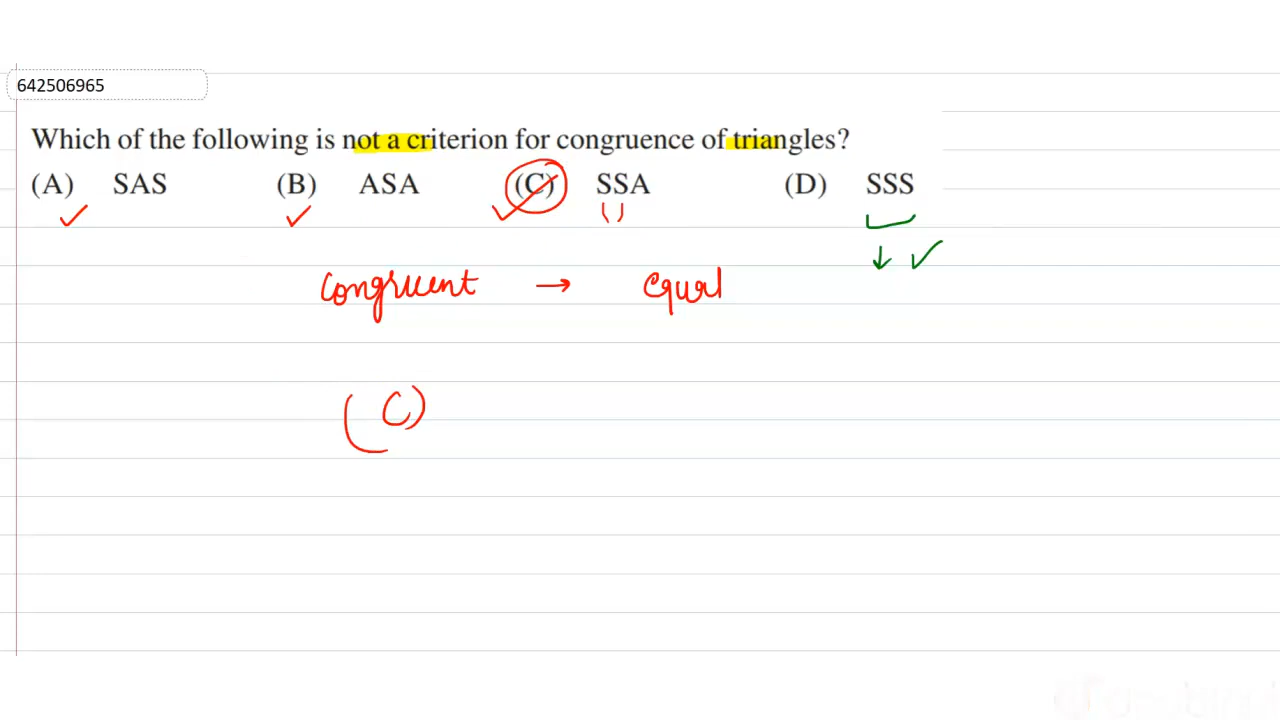 642506965
Which of the following is not a criterion for congruence of triangles?
(A) SAS (B) ASA (C) SSA (D) SSS
Congruent → equal
(C)